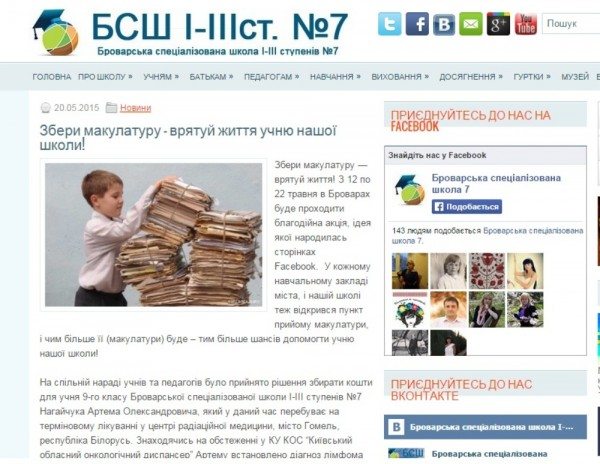 БСШ І-ІІІст. №7
Броварська спеціалізована школа І-ІІІ ступенів №7
Пошук
ГОЛОВНА ПРО ШКОЛУ » УЧНЯМ » БАТЬКАМ » ПЕДАГОГАМ » НАВЧАННЯ » ВИХОВАННЯ » ДОСЯГНЕННЯ » ГУРТКИ » МУЗЕЙ
20.05.2015 Новини
Збери макулатуру - врятуй життя учню нашої
школи!
Збери макулатуру —
врятуй життя! З 12 по
22 травня в Броварах
буде проходити
благодійна акція, ідея
якої народилась
сторінках
Facebook. У кожному
навчальному закладі
міста, і нашій школі
теж відкрився пункт
прийому макулатури,
і чим більше її (макулатури) буде – тим більше шансів допомогти учню
нашої школи!
На спільній нараді учнів та педагогів було прийнято рішення збирати кошти
для учня 9-го класу Броварської спеціалізованої школи І-ІІІ ступенів №7
Нагайчука Артема Олександровича, який у даний час перебуває на
терміновому лікуванні у центрі радіаційної медицини, місто Гомель,
республіка Білорусь. Знаходячись на обстеженні у КУ КОС "Київський
обласний онкологічний диспансер" Артему встановлено діагноз лімфома
ПРИЄДНУЙТЕСЬ ДО НАС НА
FACEBOOK
Знайдіть нас у Facebook
Броварська спеціалізована
школа 7
Подобається
143 людям подобається Броварська спеціалізована
школа 7.
ПРИЄДНУЙТЕСЬ ДО НАС
ВКОНТАКТЕ
Броварська спеціалізована школа І-...
БСШ Броварська спеціалізована